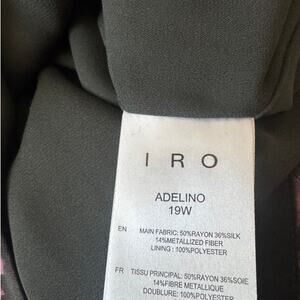 IRO
ADELINO
19W
EN MAIN FABRIC: 50%RAYON 36%SILK
14%METALLIZED FIBER
LINING : 100%POLYESTER
FR TISSU PRINCIPAL: 50%RAYON 36%SOIE
14%FIBRE METALLIQUE
DOUBLURE: 100%POLYESTER